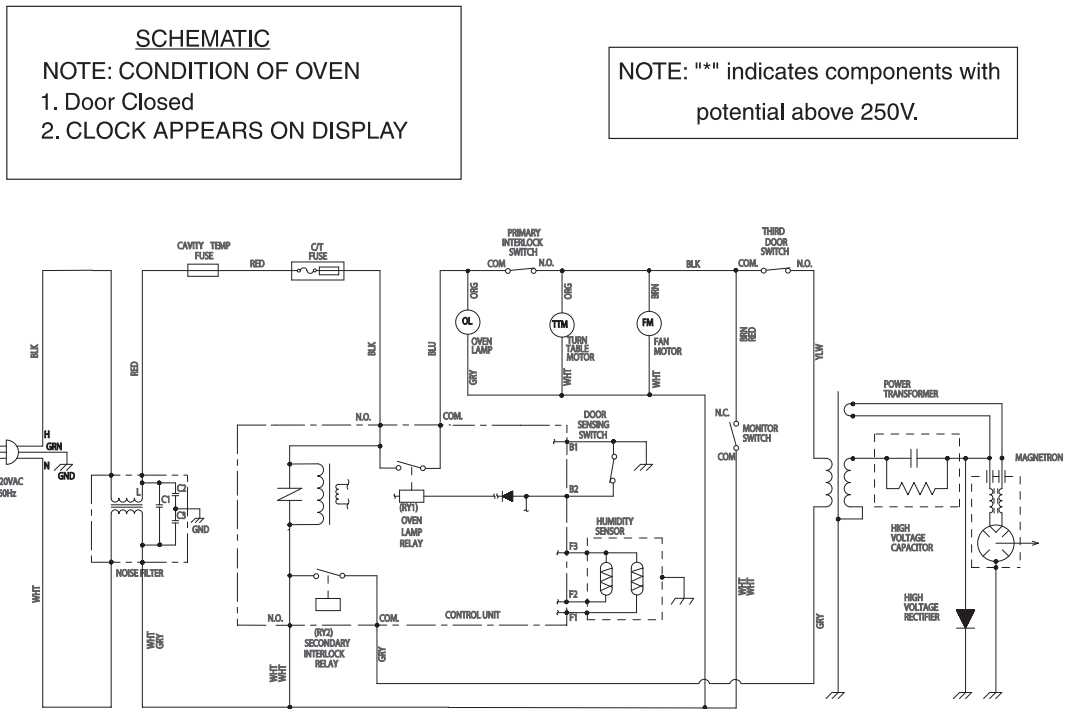 SCHEMATIC
NOTE: CONDITION OF OVEN
1. Door Closed
2. CLOCK APPEARS ON DISPLAY
NOTE: "*" indicates components with
potential above 250V.
CAVITY TEMP
FUSE
RED
C/T
FUSE
PRIMARY
INTERLOCK
SWITCH
COM
N.O.
BLK
THIRD
DOOR
SWITCH
COM.
N.O.
BLK
RED
BLK
BLU
ORG
OL
OVEN
LAMP
GRY
ORG
TTM
TURN
TABLE
MOTOR
WHT
BRN
FM
FAN
MOTOR
WHT
BRN
RED
YLW
POWER
TRANSFORMER
N.O.
COM.
DOOR
SENSING
SWITCH
N.C.
MONITOR
SWITCH
COM
H
GRN
N
GND
20VAC
60Hz
B1
B2
MAGNETRON
L
C1
C2
C3
GND
NOISE FILTER
(RY1)
OVEN
LAMP
RELAY
HUMIDITY
SENSOR
F3
F2
F1
HIGH
VOLTAGE
CAPACITOR
WHT
WHT
GRY
N.O.
COM.
CONTROL UNIT
(RY2)
SECONDARY
INTERLOCK
RELAY
WHT
WHT
GRY
WHT
WHT
GRY
HIGH
VOLTAGE
RECTIFIER